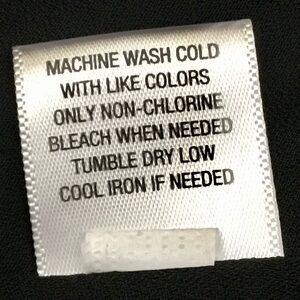 MACHINE WASH COLD
WITH LIKE COLORS
ONLY NON-CHLORINE
BLEACH WHEN NEEDED
TUMBLE DRY LOW
COOL IRON IF NEEDED